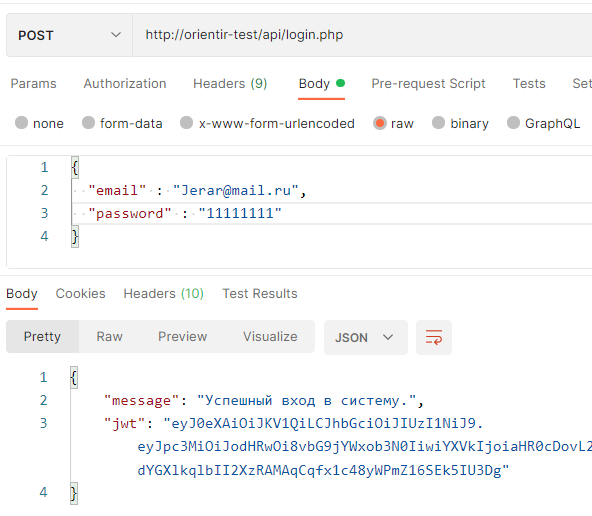 POST http://orientir-test/api/login.php
Params Authorization Headers (9) Body Pre-request Script Tests Set
none form-data x-www-form-urlencoded raw binary GraphQL
1 {
2 "email" : "Jerar@mail.ru",
3 "password" : "11111111"
4 }
Body Cookies Headers (10) Test Results
Pretty Raw Preview Visualize JSON
1 {
2 "message": "Успешный вход в систему.",
3 "jwt": "eyJ0eXAiOiJKV1QiLCJhbGciOiJIUzI1NiJ9.
eyJpc3MiOiJodHRwOi8vbG9jYWxob3N0IiwiYXVkIjoiaHR0cDovL2
dYGXlkqlbII2XzRAMAqCqfx1c48yWPmZ16SEk5IU3Dg"
4 }